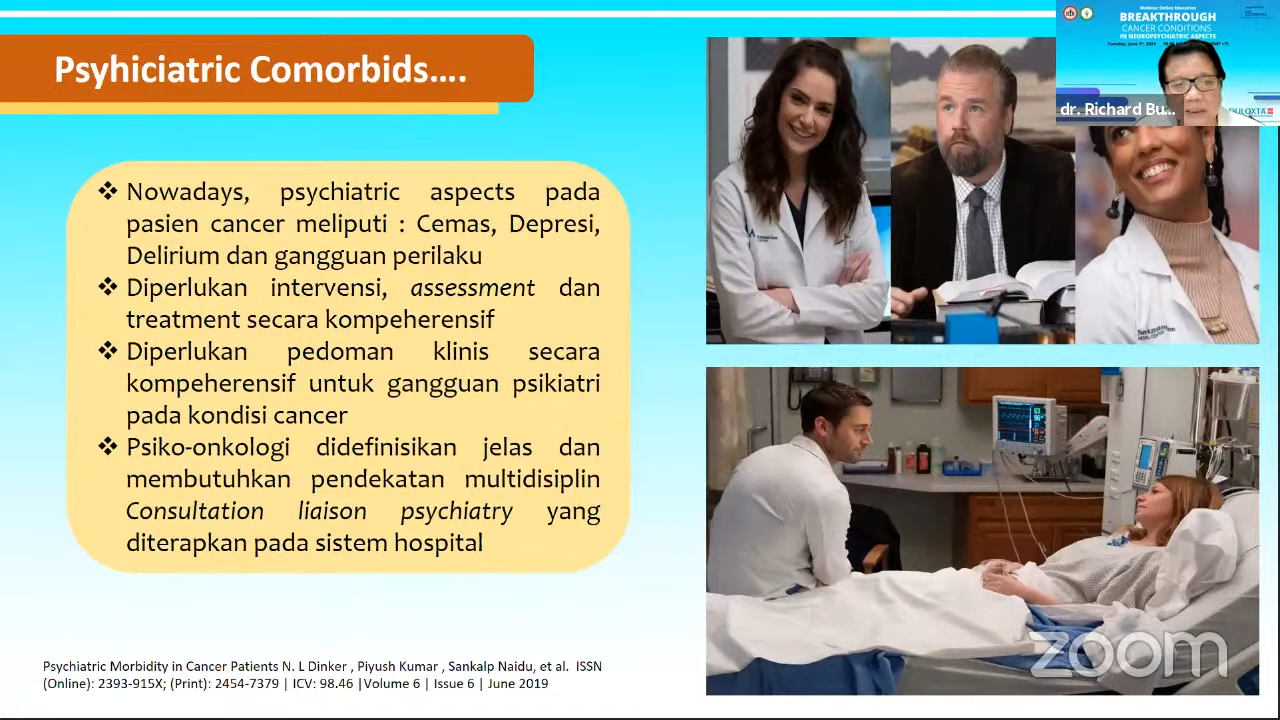 Psyhiciatric Comorbids....
Webinar Online Education
BREAKTHROUGH
CANCER CONDITIONS
IN NEUROPSYCHIATRIC ASPECTS
dr. Richard Bu...
❖ Nowadays, psychiatric aspects pada
pasien cancer meliputi : Cemas, Depresi,
Delirium dan gangguan perilaku
❖ Diperlukan intervensi, assessment dan
treatment secara kompeherensif
❖ Diperlukan pedoman klinis secara
kompeherensif untuk gangguan psikiatri
pada kondisi cancer
❖ Psiko-onkologi didefinisikan jelas dan
membutuhkan pendekatan multidisiplin
Consultation liaison psychiatry yang
diterapkan pada sistem hospital
zoom
Psychiatric Morbidity in Cancer Patients N. L Dinker , Piyush Kumar , Sankalp Naidu, et al. ISSN
(Online): 2393-915X; (Print): 2454-7379 | ICV: 98.46 |Volume 6 | Issue 6 | June 2019